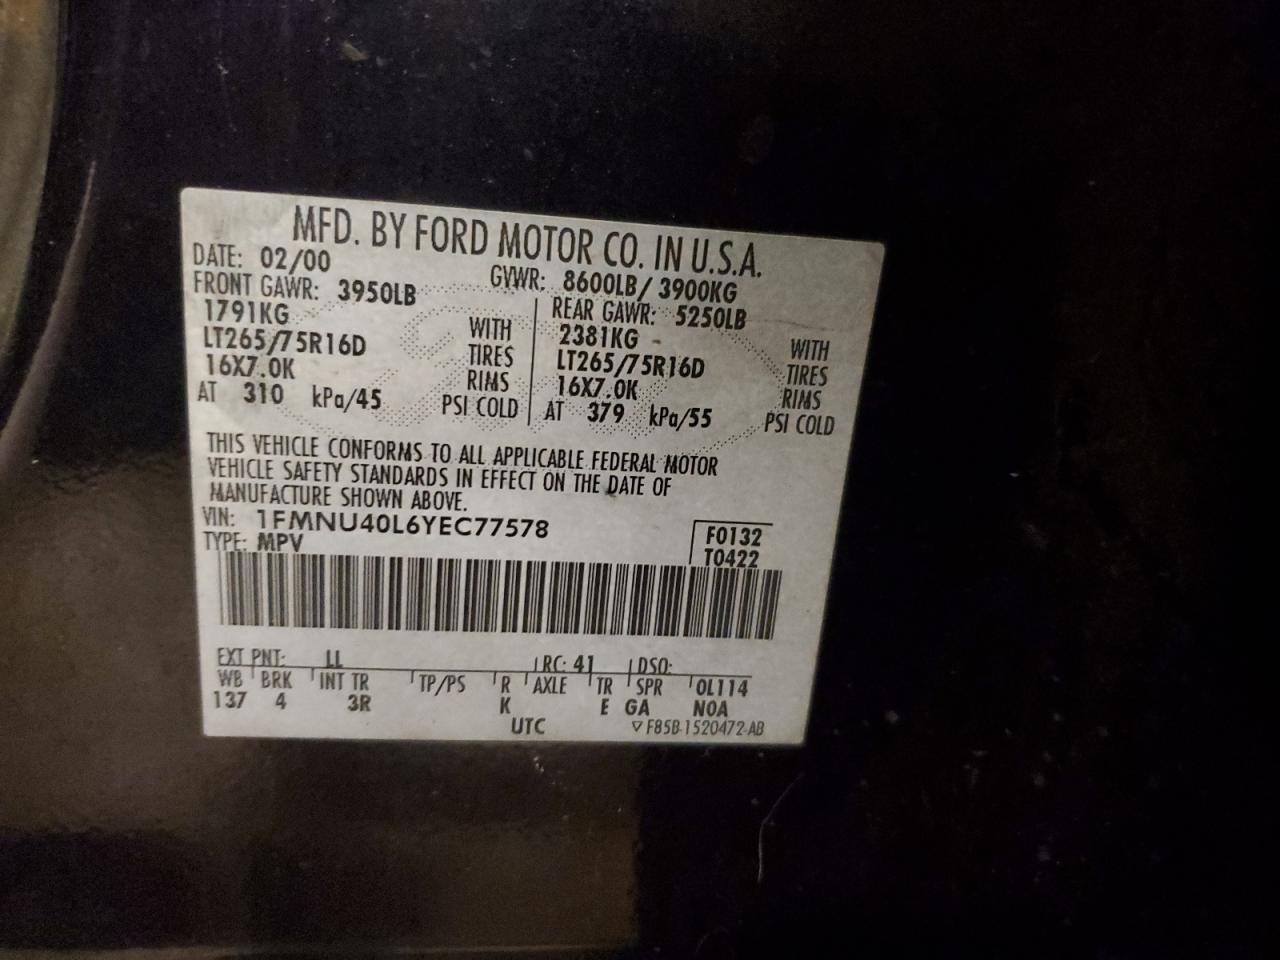 MFD. BY FORD MOTOR CO. IN U.S.A.
DATE: 02/00 GVWR: 8600LB/ 3900KG
FRONT GAWR: 3950LB REAR GAWR: 5250LB
1791KG WITH 2381KG WITH
LT265/75R16D TIRES LT265/75R16D TIRES
16X7.0K RIMS 16X7.0K RIMS
AT 310 kPa/45 PSI COLD AT 379 kPa/55 PSI COLD
THIS VEHICLE CONFORMS TO ALL APPLICABLE FEDERAL MOTOR
VEHICLE SAFETY STANDARDS IN EFFECT ON THE DATE OF
MANUFACTURE SHOWN ABOVE.
VIN: 1FMNU40L6YEC77578 F0132
TYPE: MPV T0422
EXT PNT: LL RC: 41 DSO:
WB BRK INT TR TP/PS R AXLE TR SPR 0L114
137 4 3R K E GA N0A
UTC ▽ F85B-1520472-AB